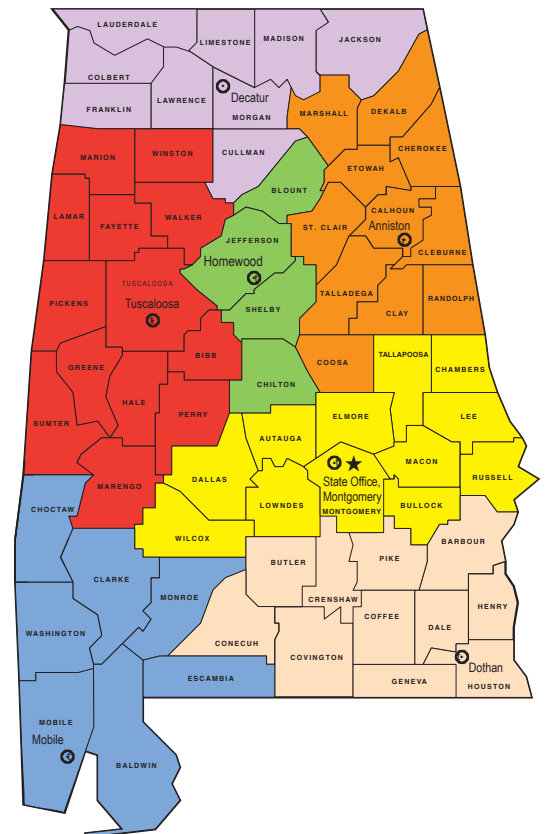 LAUDERDALE
LIMESTONE
MADISON
JACKSON
COLBERT
Decatur
FRANKLIN
LAWRENCE
MORGAN
MARSHALL
DEKALB
CHEROKEE
MARION
WINSTON
CULLMAN
ETOWAH
BLOUNT
LAMAR
FAYETTE
WALKER
JEFFERSON
ST. CLAIR
CALHOUN
Anniston
CLEBURNE
Homewood
TUSCALOOSA
Tuscaloosa
PICKENS
SHELBY
TALLADEGA
CLAY
RANDOLPH
BIBB
GREENE
CHILTON
COOSA
TALLAPOOSA
CHAMBERS
HALE
SUMTER
PERRY
ELMORE
LEE
AUTAUGA
MACON
DALLAS
RUSSELL
MARENGO
State Office,
Montgomery
MONTGOMERY
LOWNDES
BULLOCK
CHOCTAW
WILCOX
BARBOUR
BUTLER
PIKE
CLARKE
MONROE
CRENSHAW
COFFEE
HENRY
WASHINGTON
CONECUH
DALE
COVINGTON
Dothan
ESCAMBIA
GENEVA
HOUSTON
MOBILE
Mobile
BALDWIN